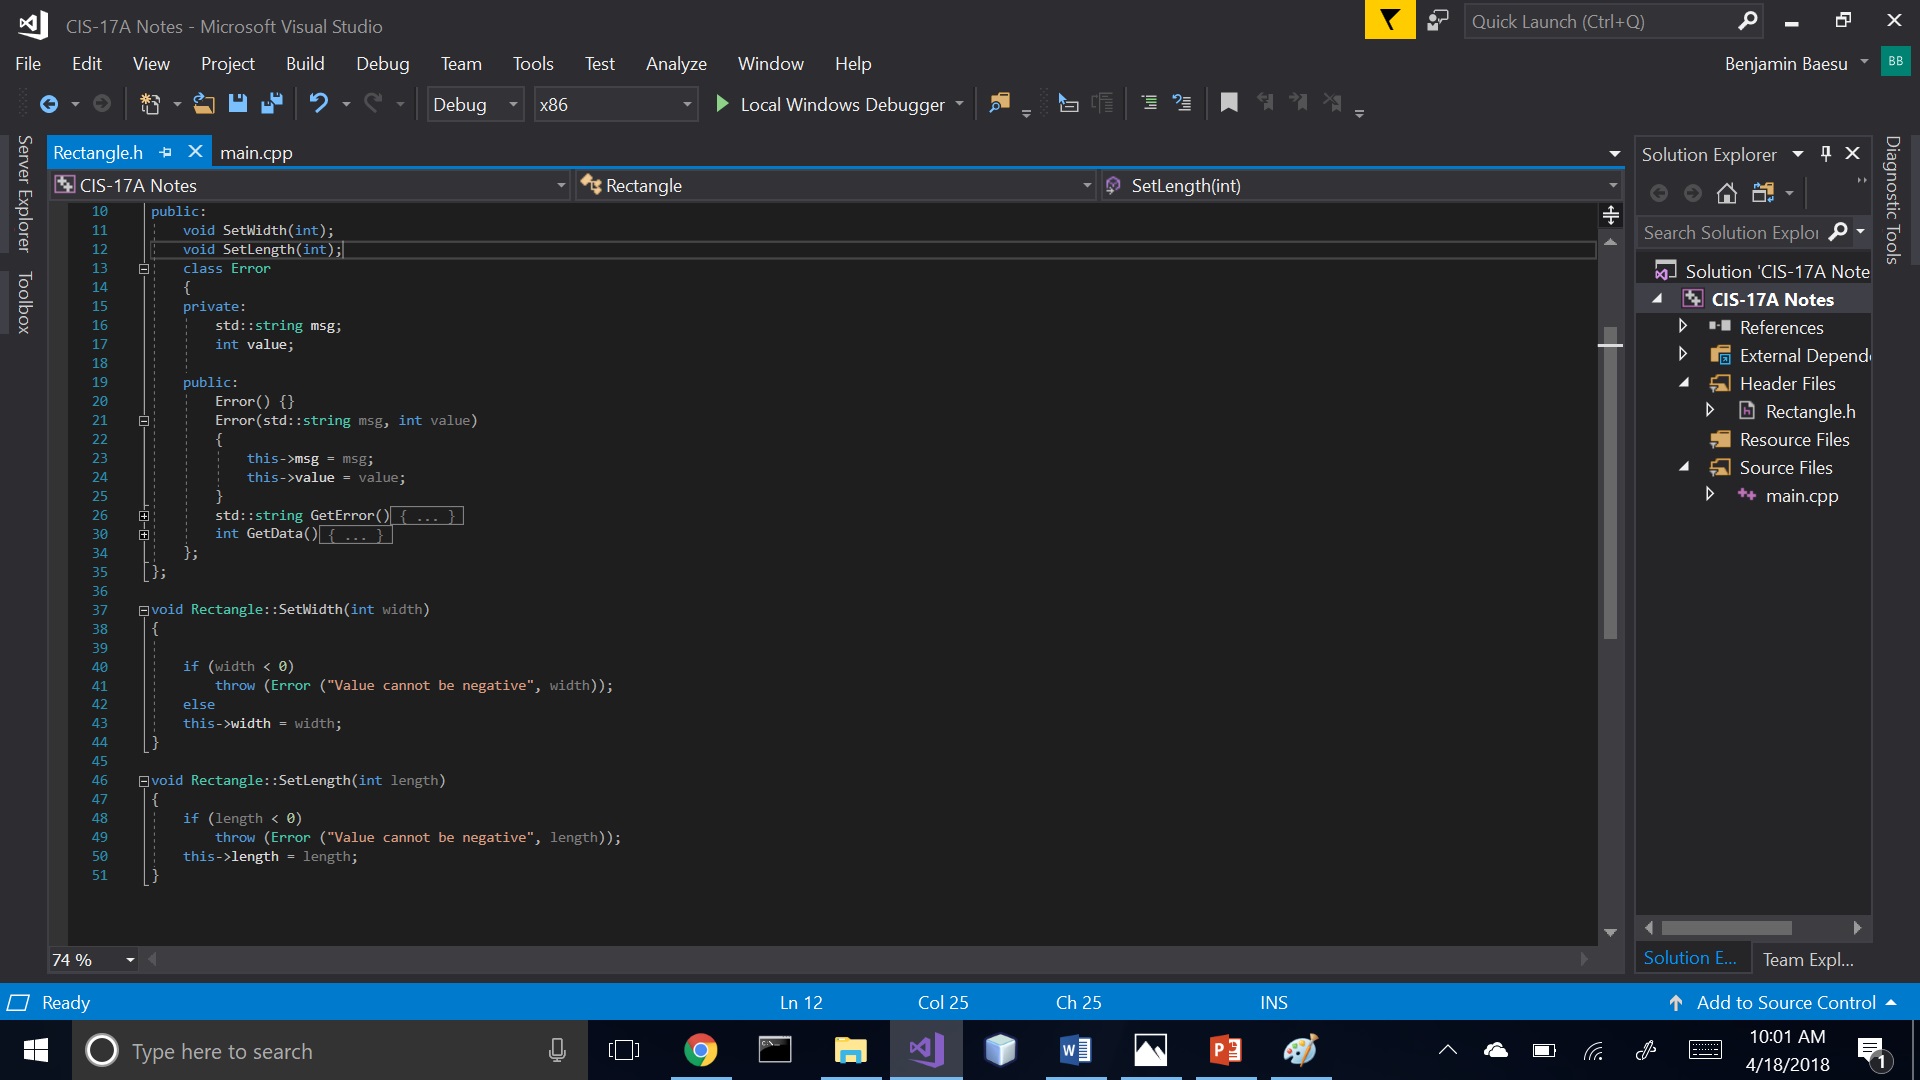 CIS-17A Notes - Microsoft Visual Studio
Quick Launch (Ctrl+Q)
File Edit View Project Build Debug Team Tools Test Analyze Window Help
Benjamin Baesu BB
Debug x86 Local Windows Debugger
Server Explorer
Toolbox
Rectangle.h main.cpp
CIS-17A Notes Rectangle SetLength(int)
10 public:
11 void SetWidth(int);
12 void SetLength(int);
13 class Error
14 {
15 private:
16 std::string msg;
17 int value;
18
19 public:
20 Error() {}
21 Error(std::string msg, int value)
22 {
23 this->msg = msg;
24 this->value = value;
25 }
26 std::string GetError(){ ... }
30 int GetData(){ ... }
34 };
35 };
36
37 void Rectangle::SetWidth(int width)
38 {
39
40 if (width < 0)
41 throw (Error ("Value cannot be negative", width));
42 else
43 this->width = width;
44 }
45
46 void Rectangle::SetLength(int length)
47 {
48 if (length < 0)
49 throw (Error ("Value cannot be negative", length));
50 this->length = length;
51 }
74 %
Solution Explorer
Search Solution Explo
Solution 'CIS-17A Note
CIS-17A Notes
References
External Depend
Header Files
Rectangle.h
Resource Files
Source Files
main.cpp
Solution E... Team Expl...
Diagnostic Tools
Ready Ln 12 Col 25 Ch 25 INS Add to Source Control
Type here to search
10:01 AM
4/18/2018
1